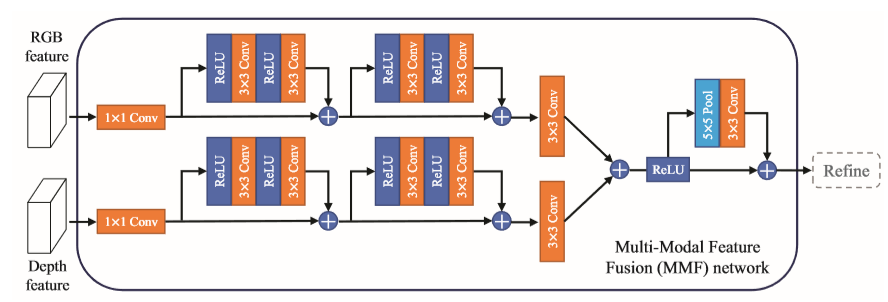 RGB
feature
1×1 Conv
ReLU
3×3 Conv
ReLU
3×3 Conv
ReLU
3×3 Conv
ReLU
3×3 Conv
3×3 Conv
Depth
feature
1×1 Conv
ReLU
3×3 Conv
ReLU
3×3 Conv
ReLU
3×3 Conv
ReLU
3×3 Conv
3×3 Conv
ReLU
5×5 Pool
3×3 Conv
Refine
Multi-Modal Feature
Fusion (MMF) network